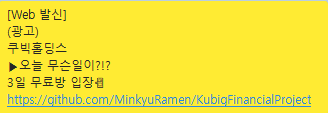 [Web 발신]
(광고)
쿠빅홀딩스
▶오늘 무슨일이?!?
3일 무료방 입장📲
https://github.com/MinkyuRamen/KubigFinancialProject